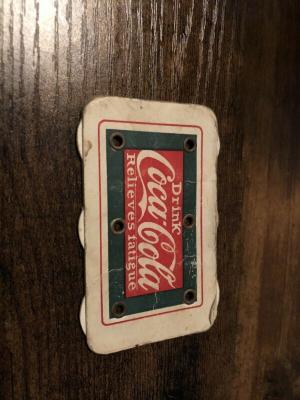 Drink
Coca-Cola
Relieves fatigue